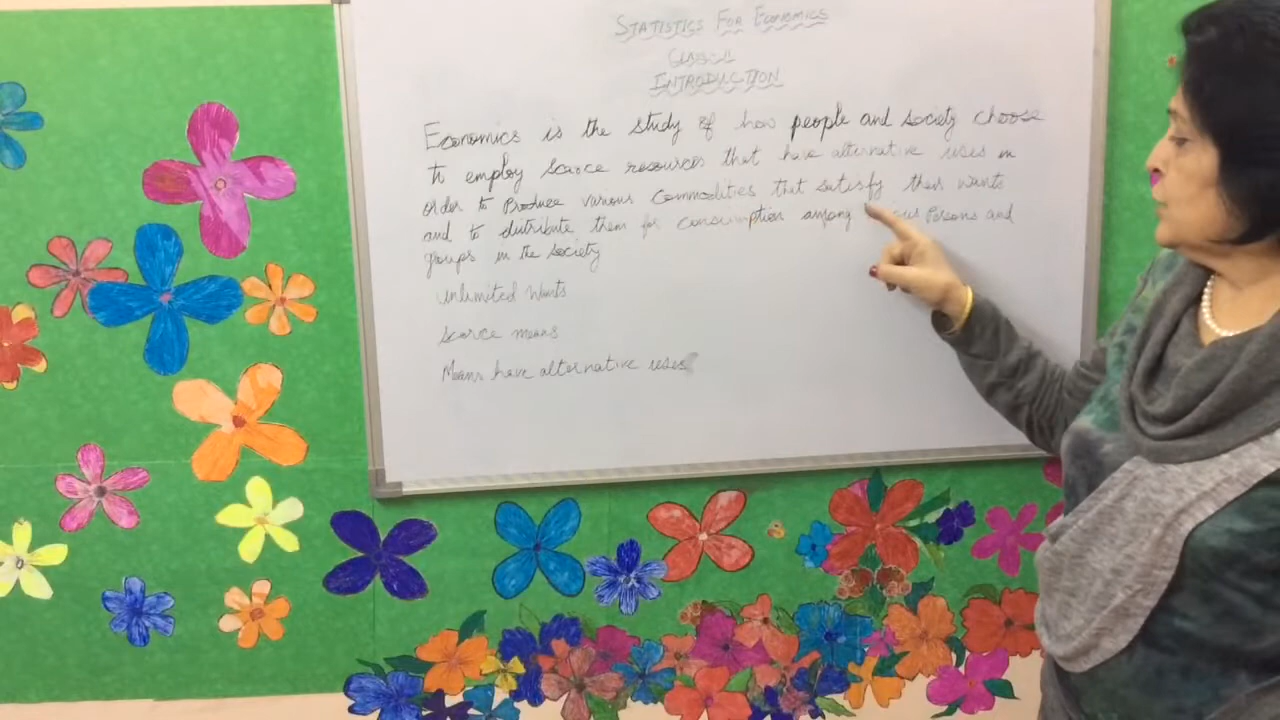 STATISTICS FOR ECONOMICS
INTRODUCTION
Economics is the study of how people and society choose
to employ scarce resources that have alternative uses in
order to Produce various commodities that satisfy their wants
and to distribute them for consumption among Persons and
groups in the society
Unlimited wants
Scarce means
Means have alternative uses